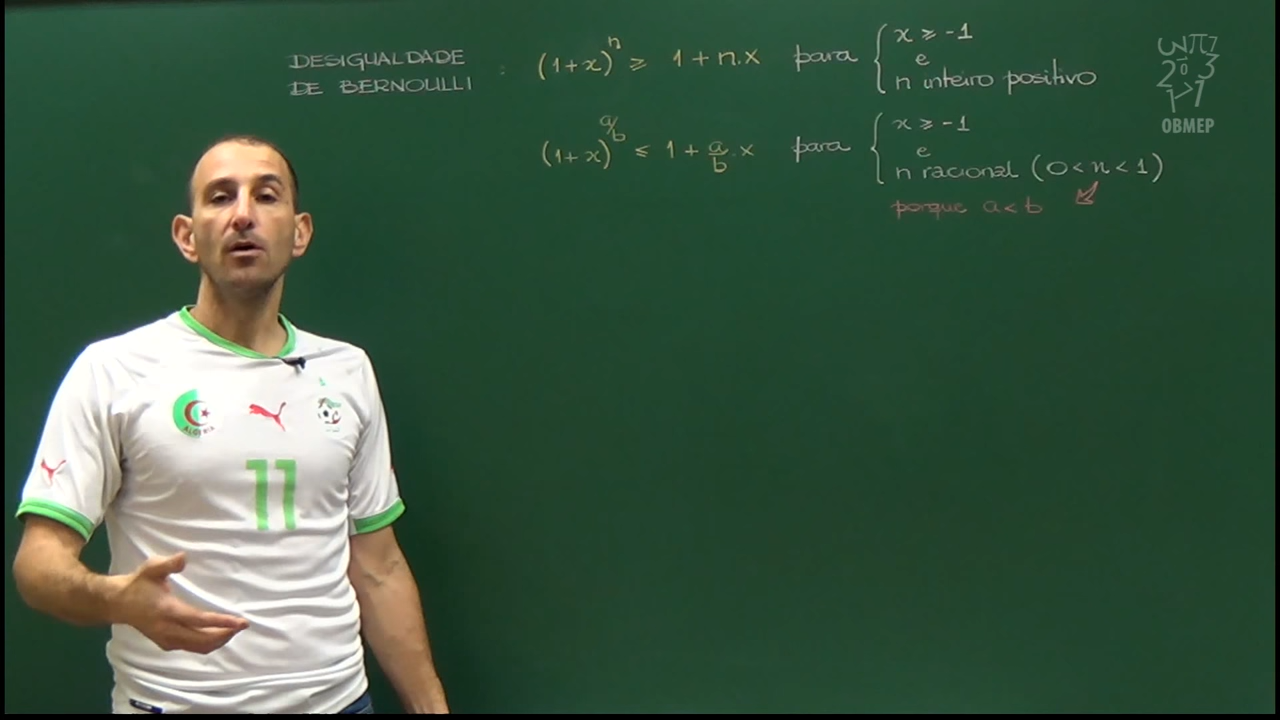 DESIGUALDADE
DE BERNOULLI : (1+x)^n ≥ 1 + n.x para { x ≥ -1
e
n inteiro positivo
(1+x)^{a/b} ≤ 1 + a/b . x para { x ≥ -1
e
n racional (0 < n < 1)
porque a < b
OBMEP
ALGERIA
11